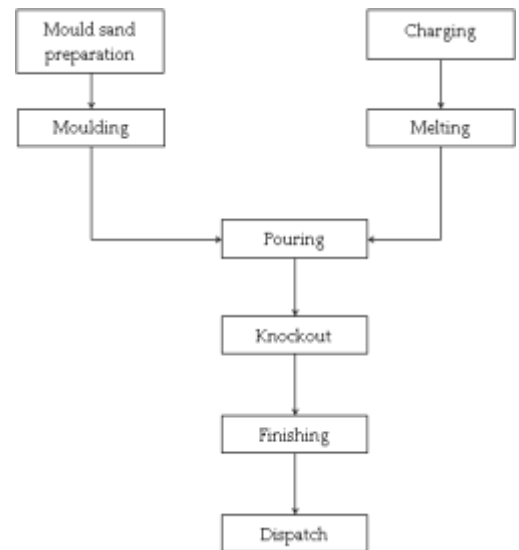 Mould sand
preparation
Charging
Moulding
Melting
Pouring
Knockout
Finishing
Dispatch